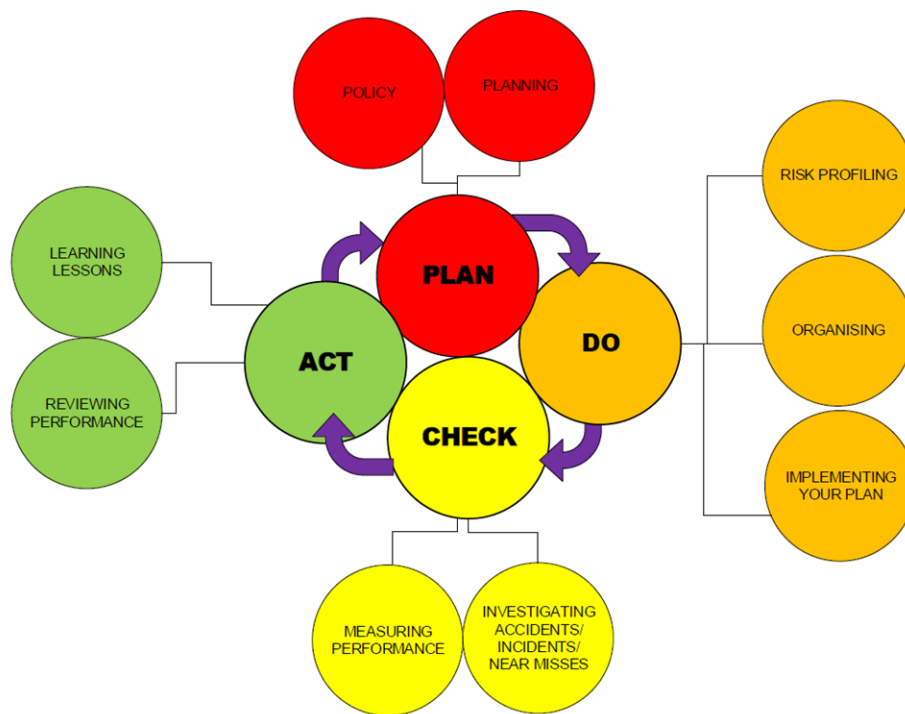 POLICY
PLANNING
RISK PROFILING
LEARNING
LESSONS
PLAN
ORGANISING
DO
ACT
REVIEWING
PERFORMANCE
CHECK
IMPLEMENTING
YOUR PLAN
MEASURING
PERFORMANCE
INVESTIGATING
ACCIDENTS/
INCIDENTS/
NEAR MISSES